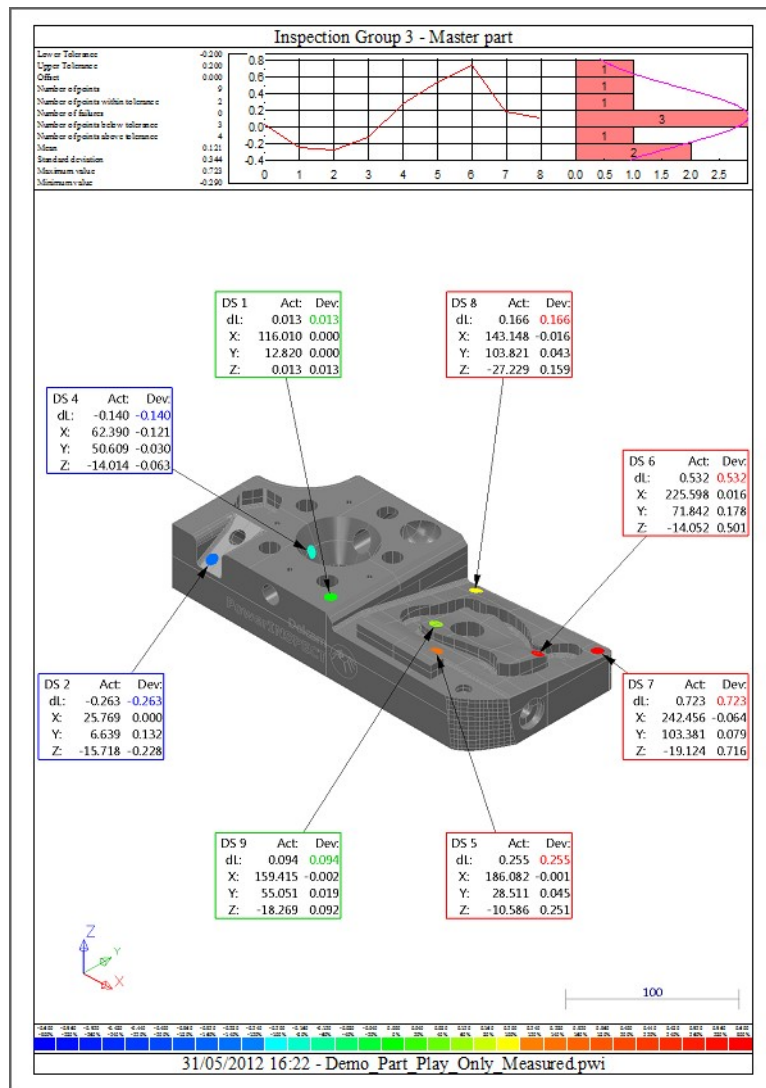 Inspection Group 3 - Master part
Lower Tolerance -0.200
Upper Tolerance 0.200
Offset 0.000
Number of points 9
Number of points within tolerance 2
Number of failures 0
Number of points below tolerance 3
Number of points above tolerance 4
Mean 0.121
Standard deviation 0.344
Maximum value 0.723
Minimum value -0.290
0.8
0.6
0.4
0.2
0.0
-0.2
-0.4
0 1 2 3 4 5 6 7 8
1
1
1
3
1
2
0.0 0.5 1.0 1.5 2.0 2.5
DS 1 Act: Dev:
dL: 0.013 0.013
X: 116.010 0.000
Y: 12.820 0.000
Z: 0.013 0.013
DS 8 Act: Dev:
dL: 0.166 0.166
X: 143.148 -0.016
Y: 103.821 0.043
Z: -27.229 0.159
DS 4 Act: Dev:
dL: -0.140 -0.140
X: 62.390 -0.121
Y: 50.609 -0.030
Z: -14.014 -0.063
DS 6 Act: Dev:
dL: 0.532 0.532
X: 225.598 0.016
Y: 71.842 0.178
Z: -14.052 0.501
Delcam
POWERINSPECT
DS 2 Act: Dev:
dL: -0.263 -0.263
X: 25.769 0.000
Y: 6.639 0.132
Z: -15.718 -0.228
DS 7 Act: Dev:
dL: 0.723 0.723
X: 242.456 -0.064
Y: 103.381 0.079
Z: -19.124 0.716
DS 9 Act: Dev:
dL: 0.094 0.094
X: 159.415 -0.002
Y: 55.051 0.019
Z: -18.269 0.092
DS 5 Act: Dev:
dL: 0.255 0.255
X: 186.082 -0.001
Y: 28.511 0.045
Z: -10.586 0.251
Z
Y
X
100
31/05/2012 16:22 - Demo_Part_Play_Only_Measured.pwi